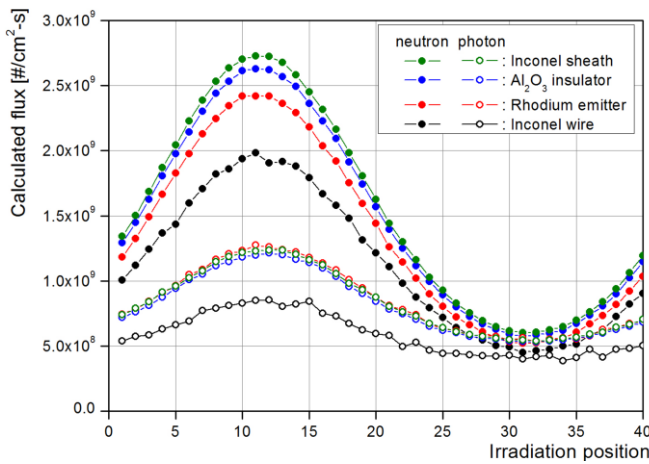 3.0x10⁹
2.5x10⁹
2.0x10⁹
1.5x10⁹
1.0x10⁹
5.0x10⁸
0.0
Calculated flux [#/cm²-s]
neutron photon
: Inconel sheath
: Al₂O₃ insulator
: Rhodium emitter
: Inconel wire
0 5 10 15 20 25 30 35 40
Irradiation position